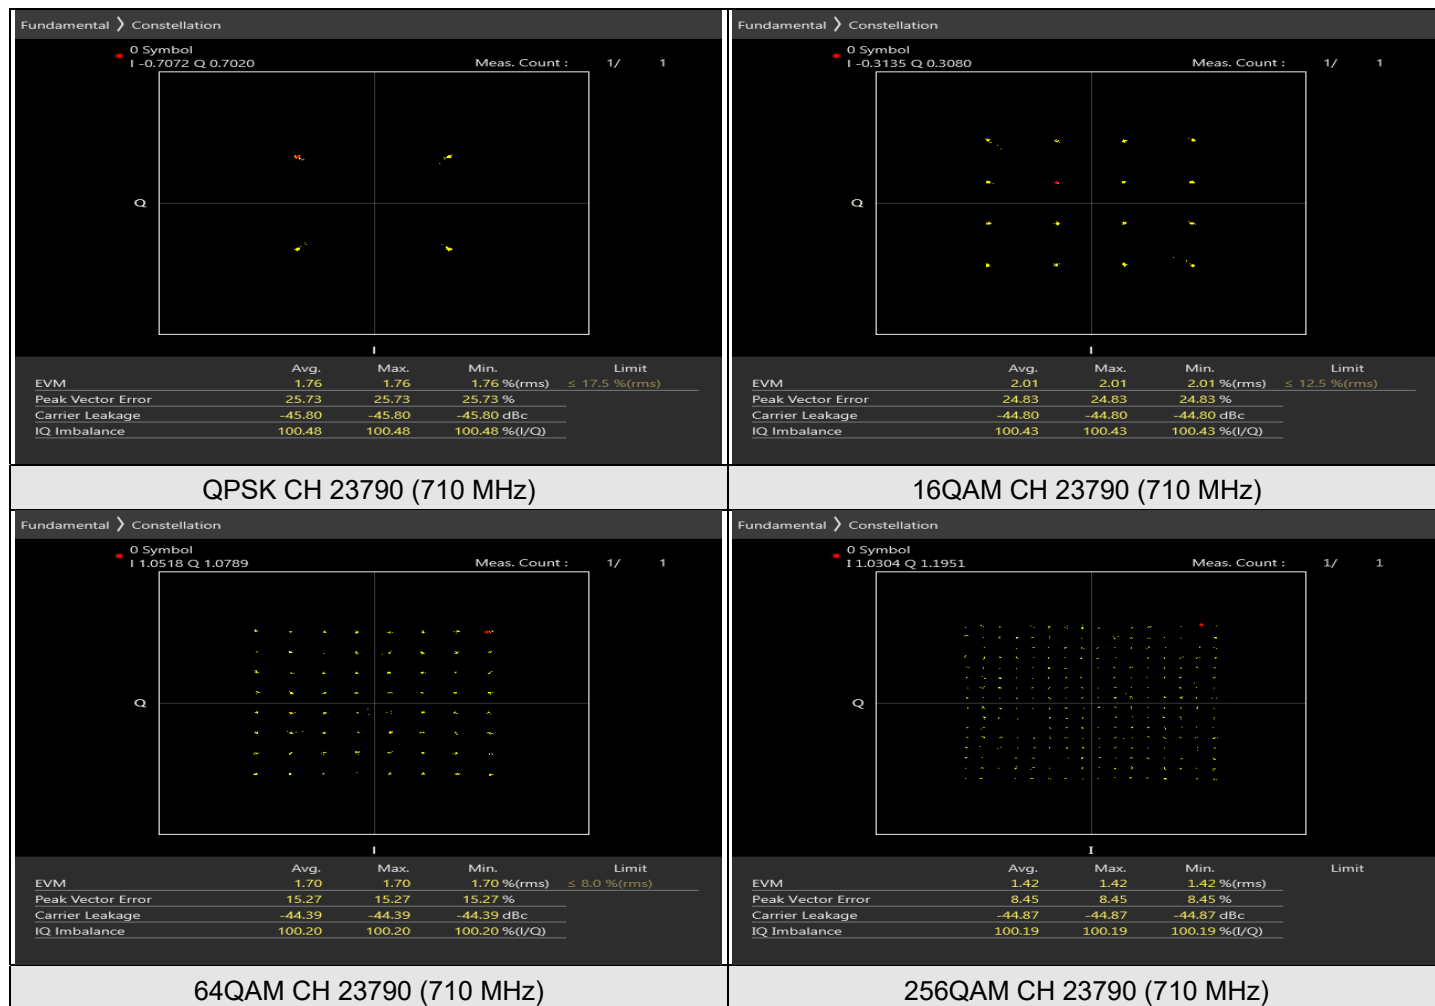 Fundamental ❯ Constellation
0 Symbol
I -0.7072 Q 0.7020 Meas. Count : 1/ 1
Q
I
Avg. Max. Min. Limit
EVM 1.76 1.76 1.76 %(rms) ≤ 17.5 %(rms)
Peak Vector Error 25.73 25.73 25.73 %
Carrier Leakage -45.80 -45.80 -45.80 dBc
IQ Imbalance 100.48 100.48 100.48 %(I/Q)
QPSK CH 23790 (710 MHz)
Fundamental ❯ Constellation
0 Symbol
I -0.3135 Q 0.3080 Meas. Count : 1/ 1
Q
I
Avg. Max. Min. Limit
EVM 2.01 2.01 2.01 %(rms) ≤ 12.5 %(rms)
Peak Vector Error 24.83 24.83 24.83 %
Carrier Leakage -44.80 -44.80 -44.80 dBc
IQ Imbalance 100.43 100.43 100.43 %(I/Q)
16QAM CH 23790 (710 MHz)
Fundamental ❯ Constellation
0 Symbol
I 1.0518 Q 1.0789 Meas. Count : 1/ 1
Q
I
Avg. Max. Min. Limit
EVM 1.70 1.70 1.70 %(rms) ≤ 8.0 %(rms)
Peak Vector Error 15.27 15.27 15.27 %
Carrier Leakage -44.39 -44.39 -44.39 dBc
IQ Imbalance 100.20 100.20 100.20 %(I/Q)
64QAM CH 23790 (710 MHz)
Fundamental ❯ Constellation
0 Symbol
I 1.0304 Q 1.1951 Meas. Count : 1/ 1
Q
I
Avg. Max. Min. Limit
EVM 1.42 1.42 1.42 %(rms)
Peak Vector Error 8.45 8.45 8.45 %
Carrier Leakage -44.87 -44.87 -44.87 dBc
IQ Imbalance 100.19 100.19 100.19 %(I/Q)
256QAM CH 23790 (710 MHz)